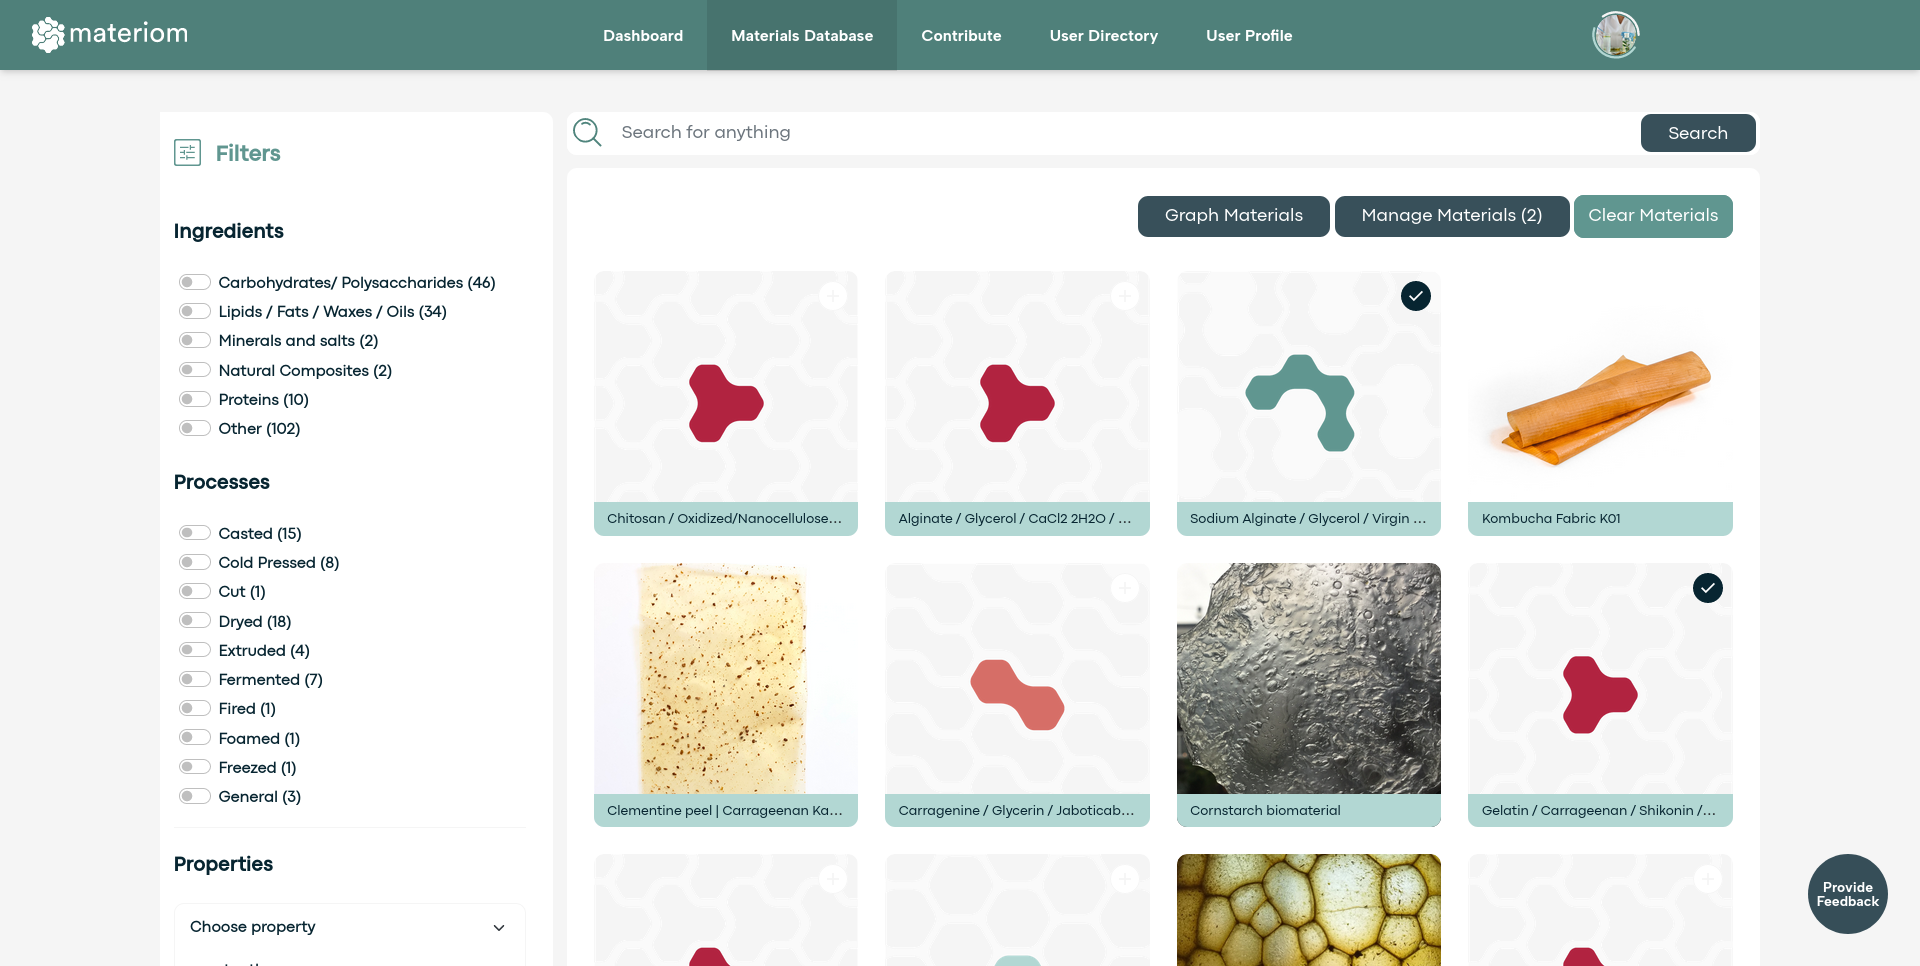 materiom
Dashboard
Materials Database
Contribute
User Directory
User Profile
Filters
Search for anything
Search
Graph Materials
Manage Materials (2)
Clear Materials
Ingredients
Carbohydrates/ Polysaccharides (46)
Lipids / Fats / Waxes / Oils (34)
Minerals and salts (2)
Natural Composites (2)
Proteins (10)
Other (102)
Processes
Casted (15)
Cold Pressed (8)
Cut (1)
Dryed (18)
Extruded (4)
Fermented (7)
Fired (1)
Foamed (1)
Freezed (1)
General (3)
Properties
Choose property
Chitosan / Oxidized/Nanocellulose...
Alginate / Glycerol / CaCl2 2H2O / ...
Sodium Alginate / Glycerol / Virgin ...
Kombucha Fabric K01
Clementine peel | Carrageenan Ka...
Carragenine / Glycerin / Jaboticab...
Cornstarch biomaterial
Gelatin / Carrageenan / Shikonin /...
Provide
Feedback